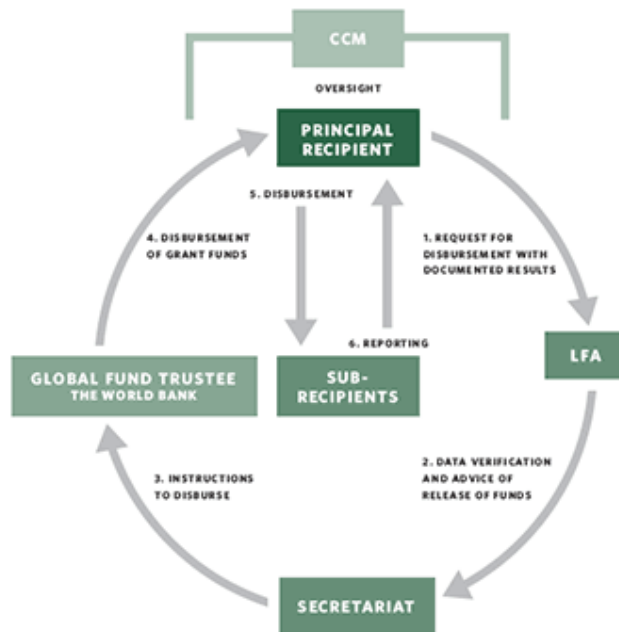 CCM
OVERSIGHT
PRINCIPAL
RECIPIENT
5. DISBURSEMENT
4. DISBURSEMENT
OF GRANT FUNDS
1. REQUEST FOR
DISBURSEMENT WITH
DOCUMENTED RESULTS
6. REPORTING
GLOBAL FUND TRUSTEE
THE WORLD BANK
SUB-
RECIPIENTS
LFA
3. INSTRUCTIONS
TO DISBURSE
2. DATA VERIFICATION
AND ADVICE OF
RELEASE OF FUNDS
SECRETARIAT